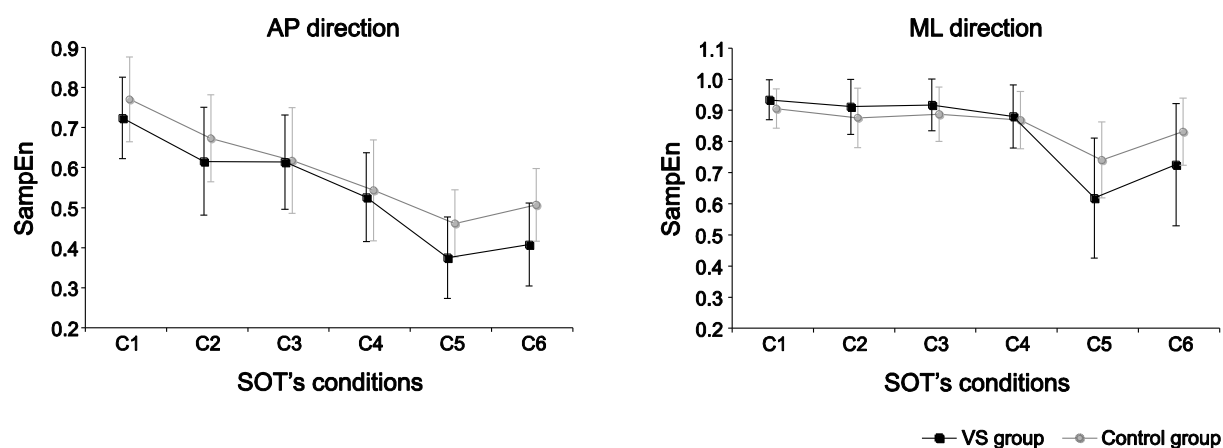 AP direction
SampEn
0.9
0.8
0.7
0.6
0.5
0.4
0.3
0.2
C1 C2 C3 C4 C5 C6
SOT's conditions
ML direction
SampEn
1.1
1.0
0.9
0.8
0.7
0.6
0.5
0.4
0.3
0.2
C1 C2 C3 C4 C5 C6
SOT's conditions
VS group Control group